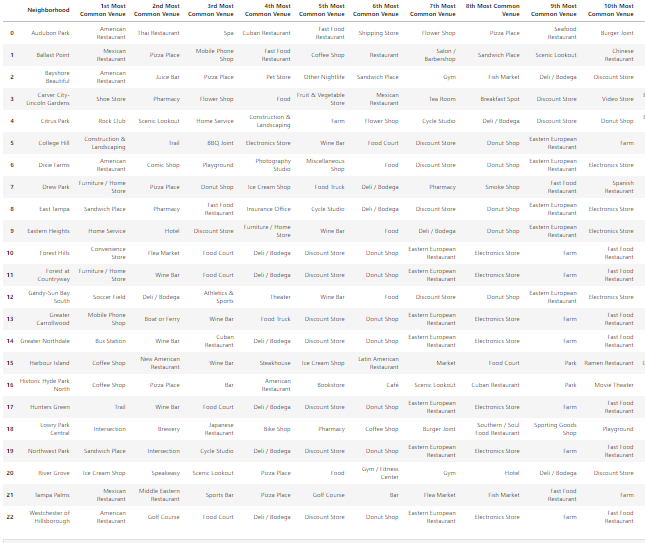 Neighborhood 1st Most Common Venue 2nd Most Common Venue 3rd Most Common Venue 4th Most Common Venue 5th Most Common Venue 6th Most Common Venue 7th Most Common Venue 8th Most Common Venue 9th Most Common Venue 10th Most Common Venue
0 Audubon Park American Restaurant Thai Restaurant Spa Cuban Restaurant Fast Food Restaurant Shipping Store Flower Shop Pizza Place Seafood Restaurant Burger Joint
1 Ballast Point Mexican Restaurant Pizza Place Mobile Phone Shop Fast Food Restaurant Coffee Shop Restaurant Salon / Barbershop Sandwich Place Scenic Lookout Chinese Restaurant
2 Bayshore Beautiful American Restaurant Juice Bar Pizza Place Pet Store Other Nightlife Sandwich Place Gym Fish Market Deli / Bodega Discount Store
3 Carver City-Lincoln Gardens Shoe Store Pharmacy Flower Shop Food Fruit & Vegetable Store Mexican Restaurant Tea Room Breakfast Spot Discount Store Video Store
4 Citrus Park Rock Club Scenic Lookout Home Service Construction & Landscaping Farm Flower Shop Cycle Studio Deli / Bodega Discount Store Donut Shop
5 College Hill Construction & Landscaping Trail BBQ Joint Electronics Store Wine Bar Food Court Discount Store Donut Shop Eastern European Restaurant Farm
6 Dixie Farms American Restaurant Comic Shop Playground Photography Studio Miscellaneous Shop Food Discount Store Donut Shop Eastern European Restaurant Electronics Store
7 Drew Park Furniture / Home Store Pizza Place Donut Shop Ice Cream Shop Food Truck Deli / Bodega Pharmacy Smoke Shop Fast Food Restaurant Spanish Restaurant
8 East Tampa Sandwich Place Pharmacy Fast Food Restaurant Insurance Office Cycle Studio Deli / Bodega Discount Store Donut Shop Eastern European Restaurant Electronics Store
9 Eastern Heights Home Service Hotel Discount Store Furniture / Home Store Wine Bar Food Deli / Bodega Donut Shop Eastern European Restaurant Electronics Store
10 Forest Hills Convenience Store Flea Market Food Court Deli / Bodega Discount Store Donut Shop Eastern European Restaurant Electronics Store Farm Fast Food Restaurant
11 Forest at Countryway Furniture / Home Store Wine Bar Food Court Deli / Bodega Discount Store Donut Shop Eastern European Restaurant Electronics Store Farm Fast Food Restaurant
12 Gandy-Sun Bay South Soccer Field Deli / Bodega Athletics & Sports Theater Wine Bar Food Discount Store Donut Shop Eastern European Restaurant Electronics Store
13 Greater Carrollwood Mobile Phone Shop Boat or Ferry Wine Bar Food Truck Discount Store Donut Shop Eastern European Restaurant Electronics Store Farm Fast Food Restaurant
14 Greater Northdale Bus Station Wine Bar Cuban Restaurant Deli / Bodega Discount Store Donut Shop Eastern European Restaurant Electronics Store Farm Fast Food Restaurant
15 Harbour Island Coffee Shop New American Restaurant Wine Bar Steakhouse Ice Cream Shop Latin American Restaurant Market Food Court Park Ramen Restaurant
16 Historic Hyde Park North Coffee Shop Pizza Place Bar American Restaurant Bookstore Café Scenic Lookout Cuban Restaurant Park Movie Theater
17 Hunters Green Trail Wine Bar Food Court Deli / Bodega Discount Store Donut Shop Eastern European Restaurant Electronics Store Farm Fast Food Restaurant
18 Lowry Park Central Intersection Brewery Japanese Restaurant Bike Shop Pharmacy Coffee Shop Burger Joint Southern / Soul Food Restaurant Sporting Goods Shop Playground
19 Northwest Park Sandwich Place Intersection Cycle Studio Deli / Bodega Discount Store Donut Shop Eastern European Restaurant Electronics Store Farm Fast Food Restaurant
20 River Grove Ice Cream Shop Speakeasy Scenic Lookout Pizza Place Food Gym / Fitness Center Gym Hotel Deli / Bodega Discount Store
21 Tampa Palms Mexican Restaurant Middle Eastern Restaurant Sports Bar Pizza Place Golf Course Bar Flea Market Fish Market Fast Food Restaurant Farm
22 Westchester of Hillsborough American Restaurant Golf Course Food Court Deli / Bodega Discount Store Donut Shop Eastern European Restaurant Electronics Store Farm Fast Food Restaurant